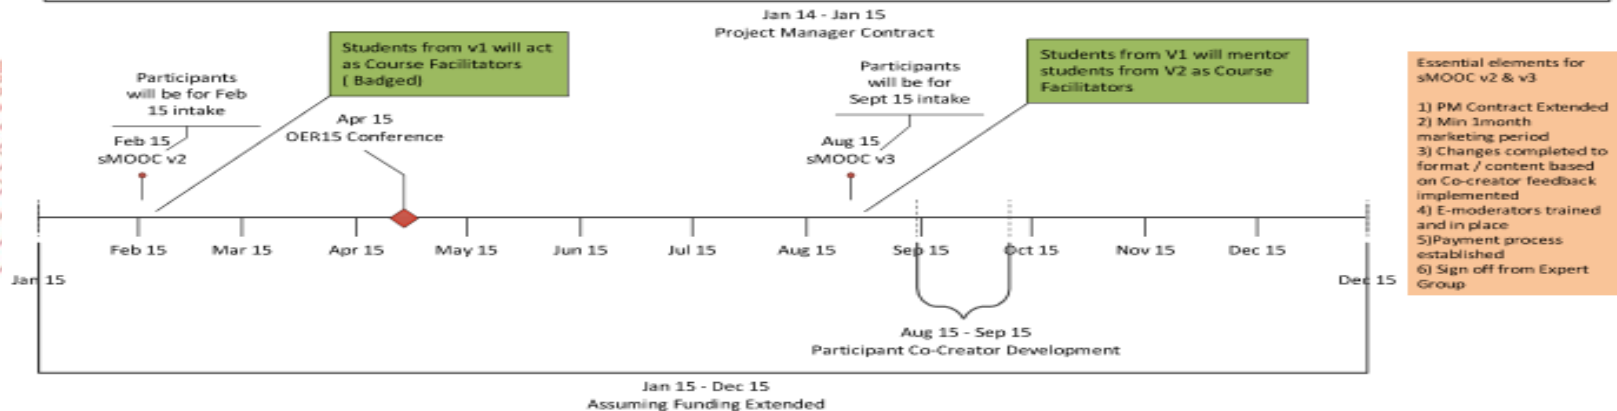 Jan 14 - Jan 15
Project Manager Contract
Students from v1 will act
as Course Facilitators
( Badged)
Participants
will be for Feb
15 intake
Feb 15
sMOOC v2
Apr 15
OER15 Conference
Participants
will be for
Sept 15 intake
Aug 15
sMOOC v3
Students from V1 will mentor
students from V2 as Course
Facilitators
Essential elements for
sMOOC v2 & v3
1) PM Contract Extended
2) Min 1month
marketing period
3) Changes completed to
format / content based
on Co-creator feedback
implemented
4) E-moderators trained
and in place
5)Payment process
established
6) Sign off from Expert
Group
Feb 15
Mar 15
Apr 15
May 15
Jun 15
Jul 15
Aug 15
Sep 15
Oct 15
Nov 15
Dec 15
Jan 15
Dec 15
Aug 15 - Sep 15
Participant Co-Creator Development
Jan 15 - Dec 15
Assuming Funding Extended